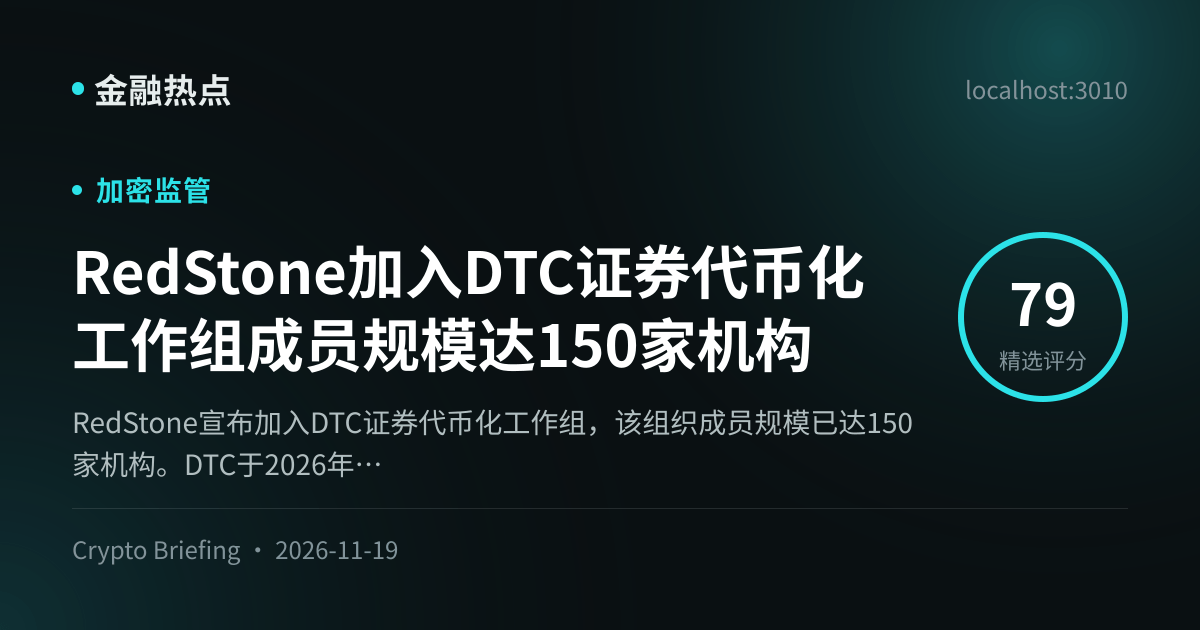 金融热点
localhost:3010
加密监管
RedStone加入DTC证券代币化
工作组成员规模达150家机构
79
精选评分
RedStone宣布加入DTC证券代币化工作组，该组织成员规模已达150
家机构。DTC于2026年…
Crypto Briefing • 2026-11-19